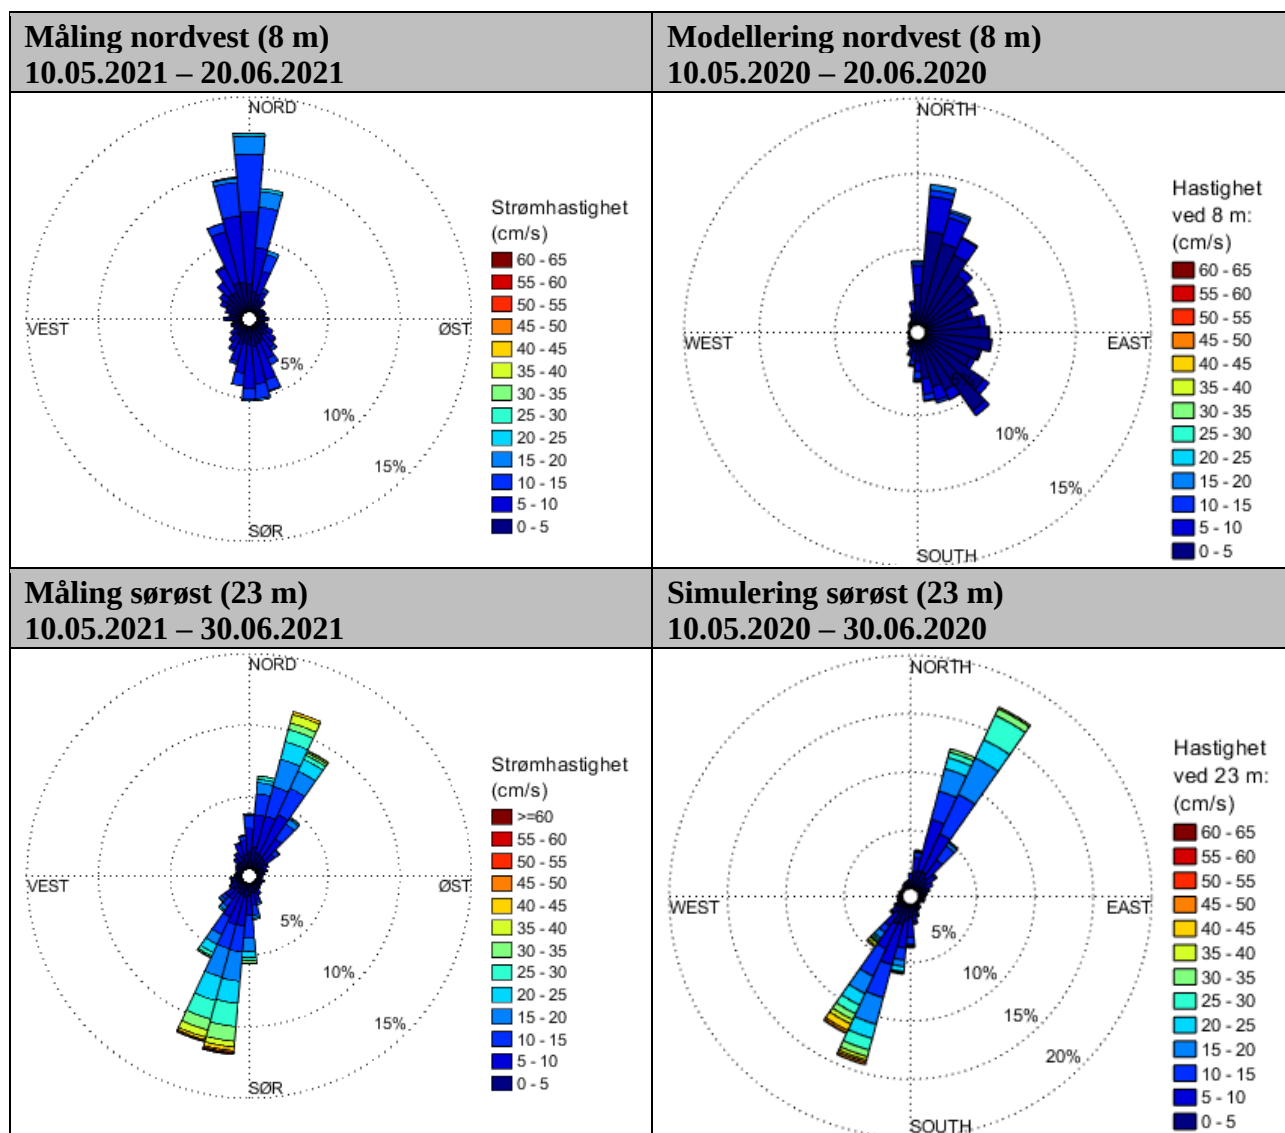 Måling nordvest (8 m)
10.05.2021 – 20.06.2021
Modellering nordvest (8 m)
10.05.2020 – 20.06.2020
NORD
VEST
ØST
SØR
5%
10%
15%
Strømhastighet
(cm/s)
60 - 65
55 - 60
50 - 55
45 - 50
40 - 45
35 - 40
30 - 35
25 - 30
20 - 25
15 - 20
10 - 15
5 - 10
0 - 5
NORTH
WEST
EAST
SOUTH
10%
15%
Hastighet
ved 8 m:
(cm/s)
60 - 65
55 - 60
50 - 55
45 - 50
40 - 45
35 - 40
30 - 35
25 - 30
20 - 25
15 - 20
10 - 15
5 - 10
0 - 5
Måling sørøst (23 m)
10.05.2021 – 30.06.2021
Simulering sørøst (23 m)
10.05.2020 – 30.06.2020
NORD
VEST
ØST
SØR
5%
10%
15%
Strømhastighet
(cm/s)
>=60
55 - 60
50 - 55
45 - 50
40 - 45
35 - 40
30 - 35
25 - 30
20 - 25
15 - 20
10 - 15
5 - 10
0 - 5
NORTH
WEST
EAST
SOUTH
5%
10%
15%
20%
Hastighet
ved 23 m:
(cm/s)
60 - 65
55 - 60
50 - 55
45 - 50
40 - 45
35 - 40
30 - 35
25 - 30
20 - 25
15 - 20
10 - 15
5 - 10
0 - 5